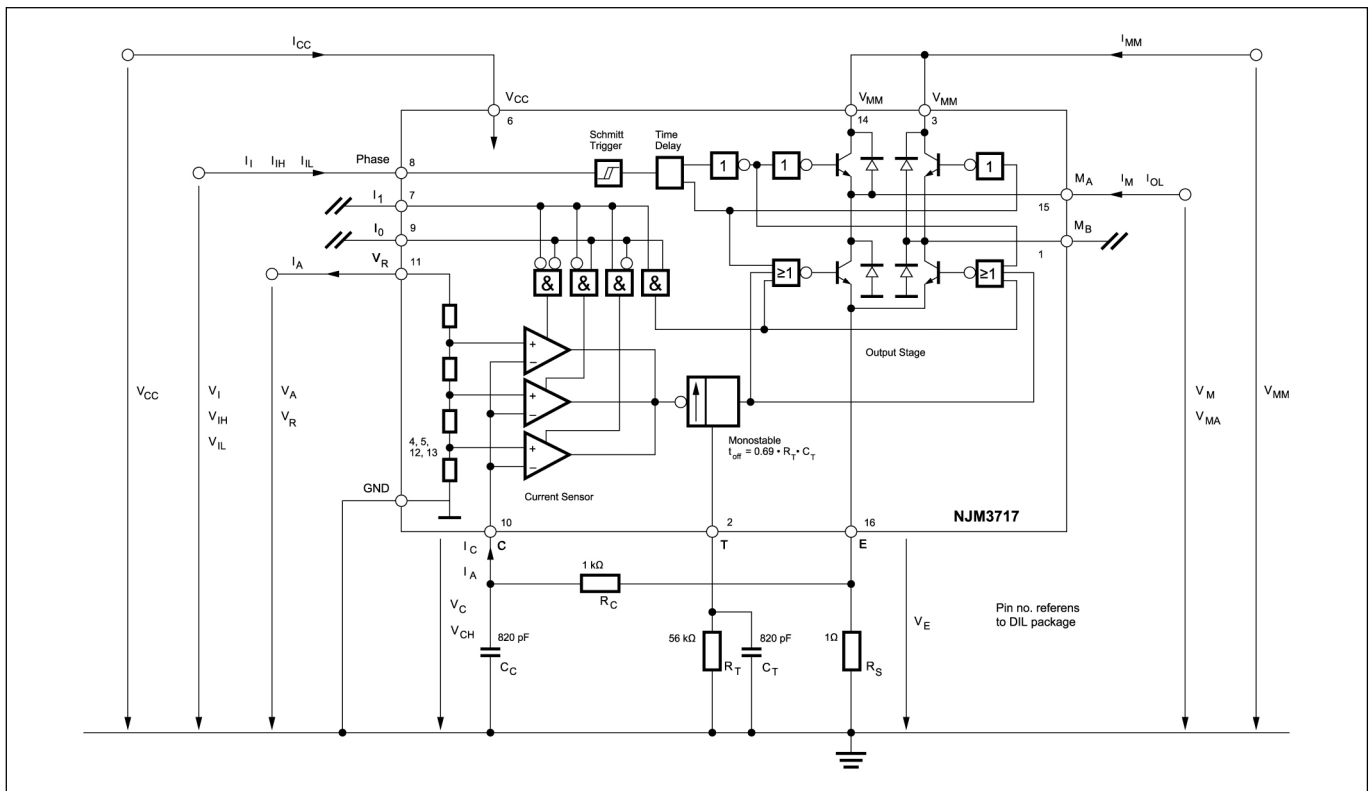 I_CC
I_MM
V_CC
6
V_MM
14
V_MM
3
Schmitt
Trigger
Time
Delay
I_I I_IH I_IL
Phase
8
1
1
1
M_A
15
I_M I_OL
I_1
7
I_0
9
M_B
1
I_A
V_R
11
& & & &
≥1
≥1
+
–
+
–
+
–
Output Stage
V_CC
V_I
V_IH
V_IL
V_A
V_R
V_M
V_MA
V_MM
4, 5,
12, 13
Monostable
t_off = 0.69 • R_T • C_T
GND
Current Sensor
NJM3717
10
C
2
T
16
E
I_C
I_A
1 kΩ
R_C
V_C
V_CH
820 pF
C_C
56 kΩ
R_T
820 pF
C_T
1Ω
R_S
V_E
Pin no. referens
to DIL package